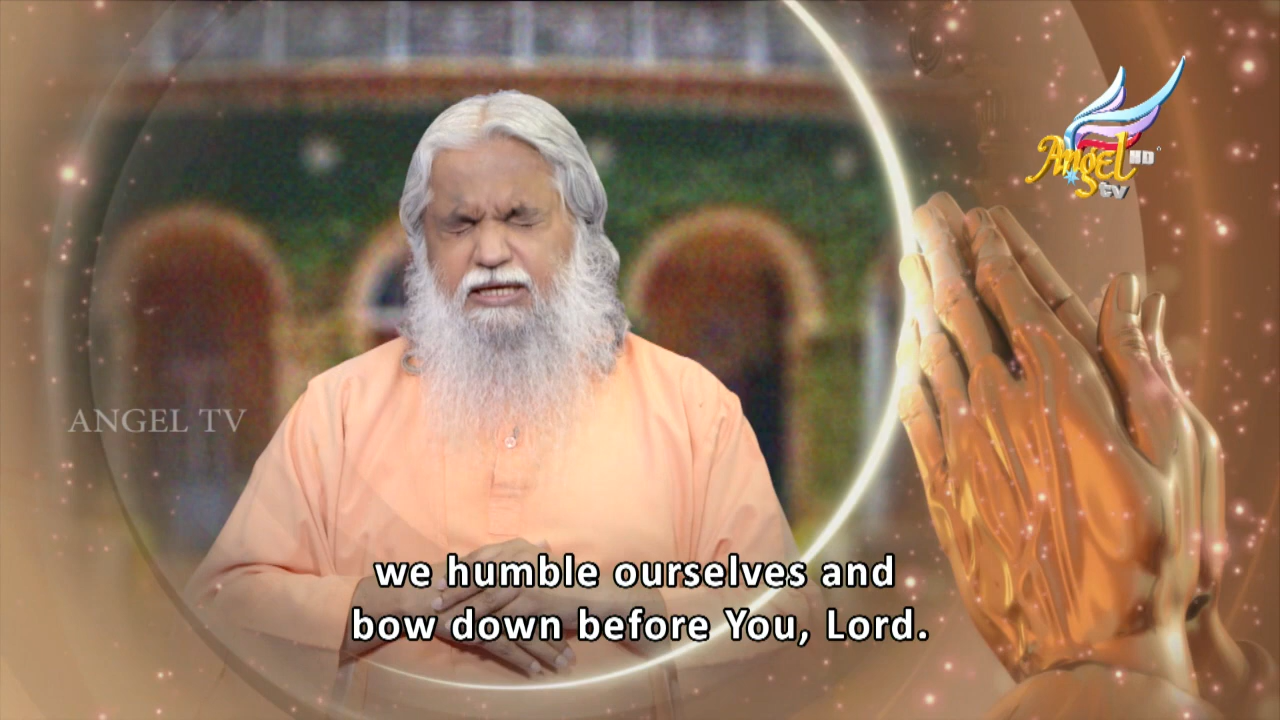 Angel HD
tv
ANGEL TV
we humble ourselves and
bow down before You, Lord.